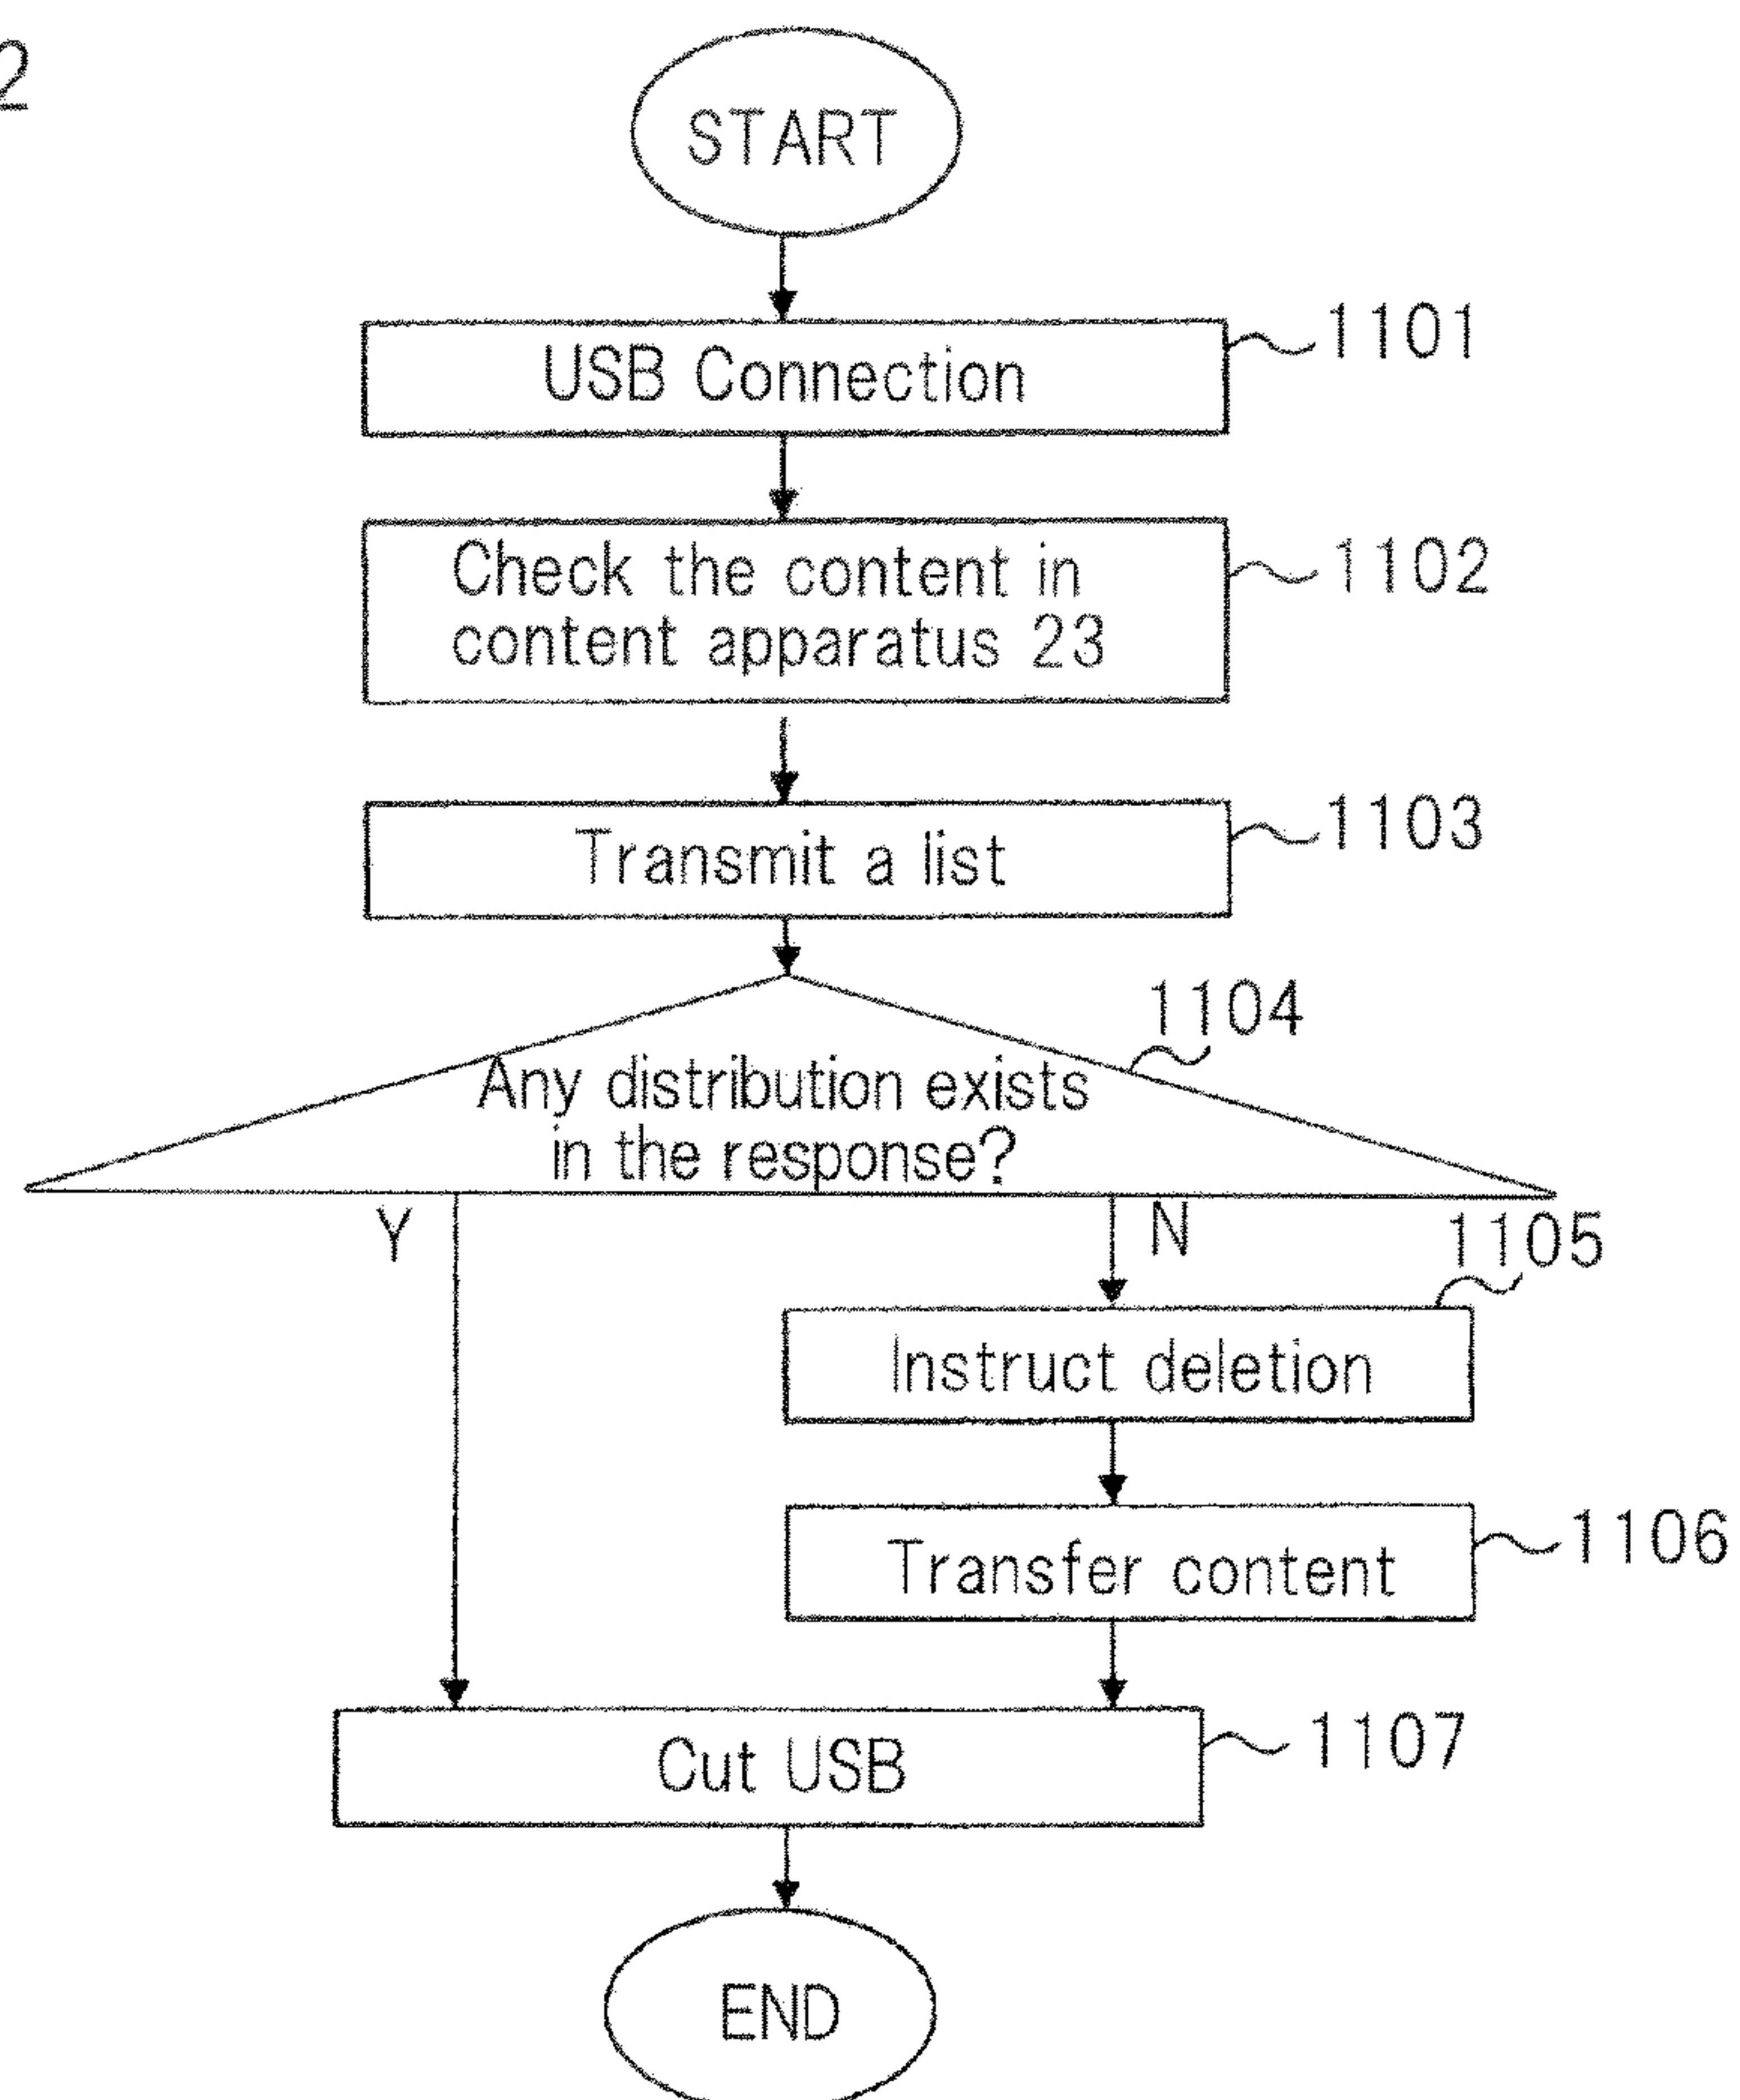 2
START
USB Connection
1101
Check the content in
content apparatus 23
1102
Transmit a list
1103
1104
Any distribution exists
in the response?
Y
N
1105
Instruct deletion
Transfer content
1106
Cut USB
1107
END